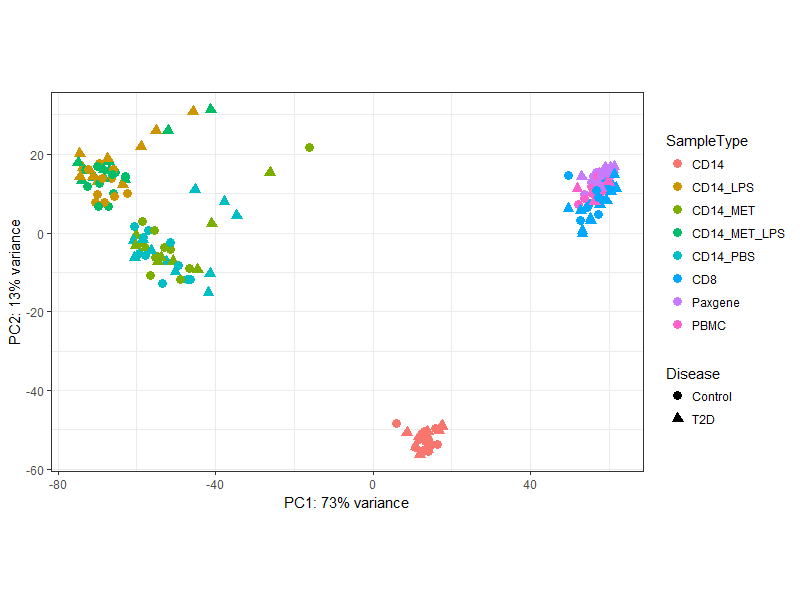 PC2: 13% variance
20
0
-20
-40
-60
-80
-40
0
40
PC1: 73% variance
SampleType
CD14
CD14_LPS
CD14_MET
CD14_MET_LPS
CD14_PBS
CD8
Paxgene
PBMC
Disease
Control
T2D